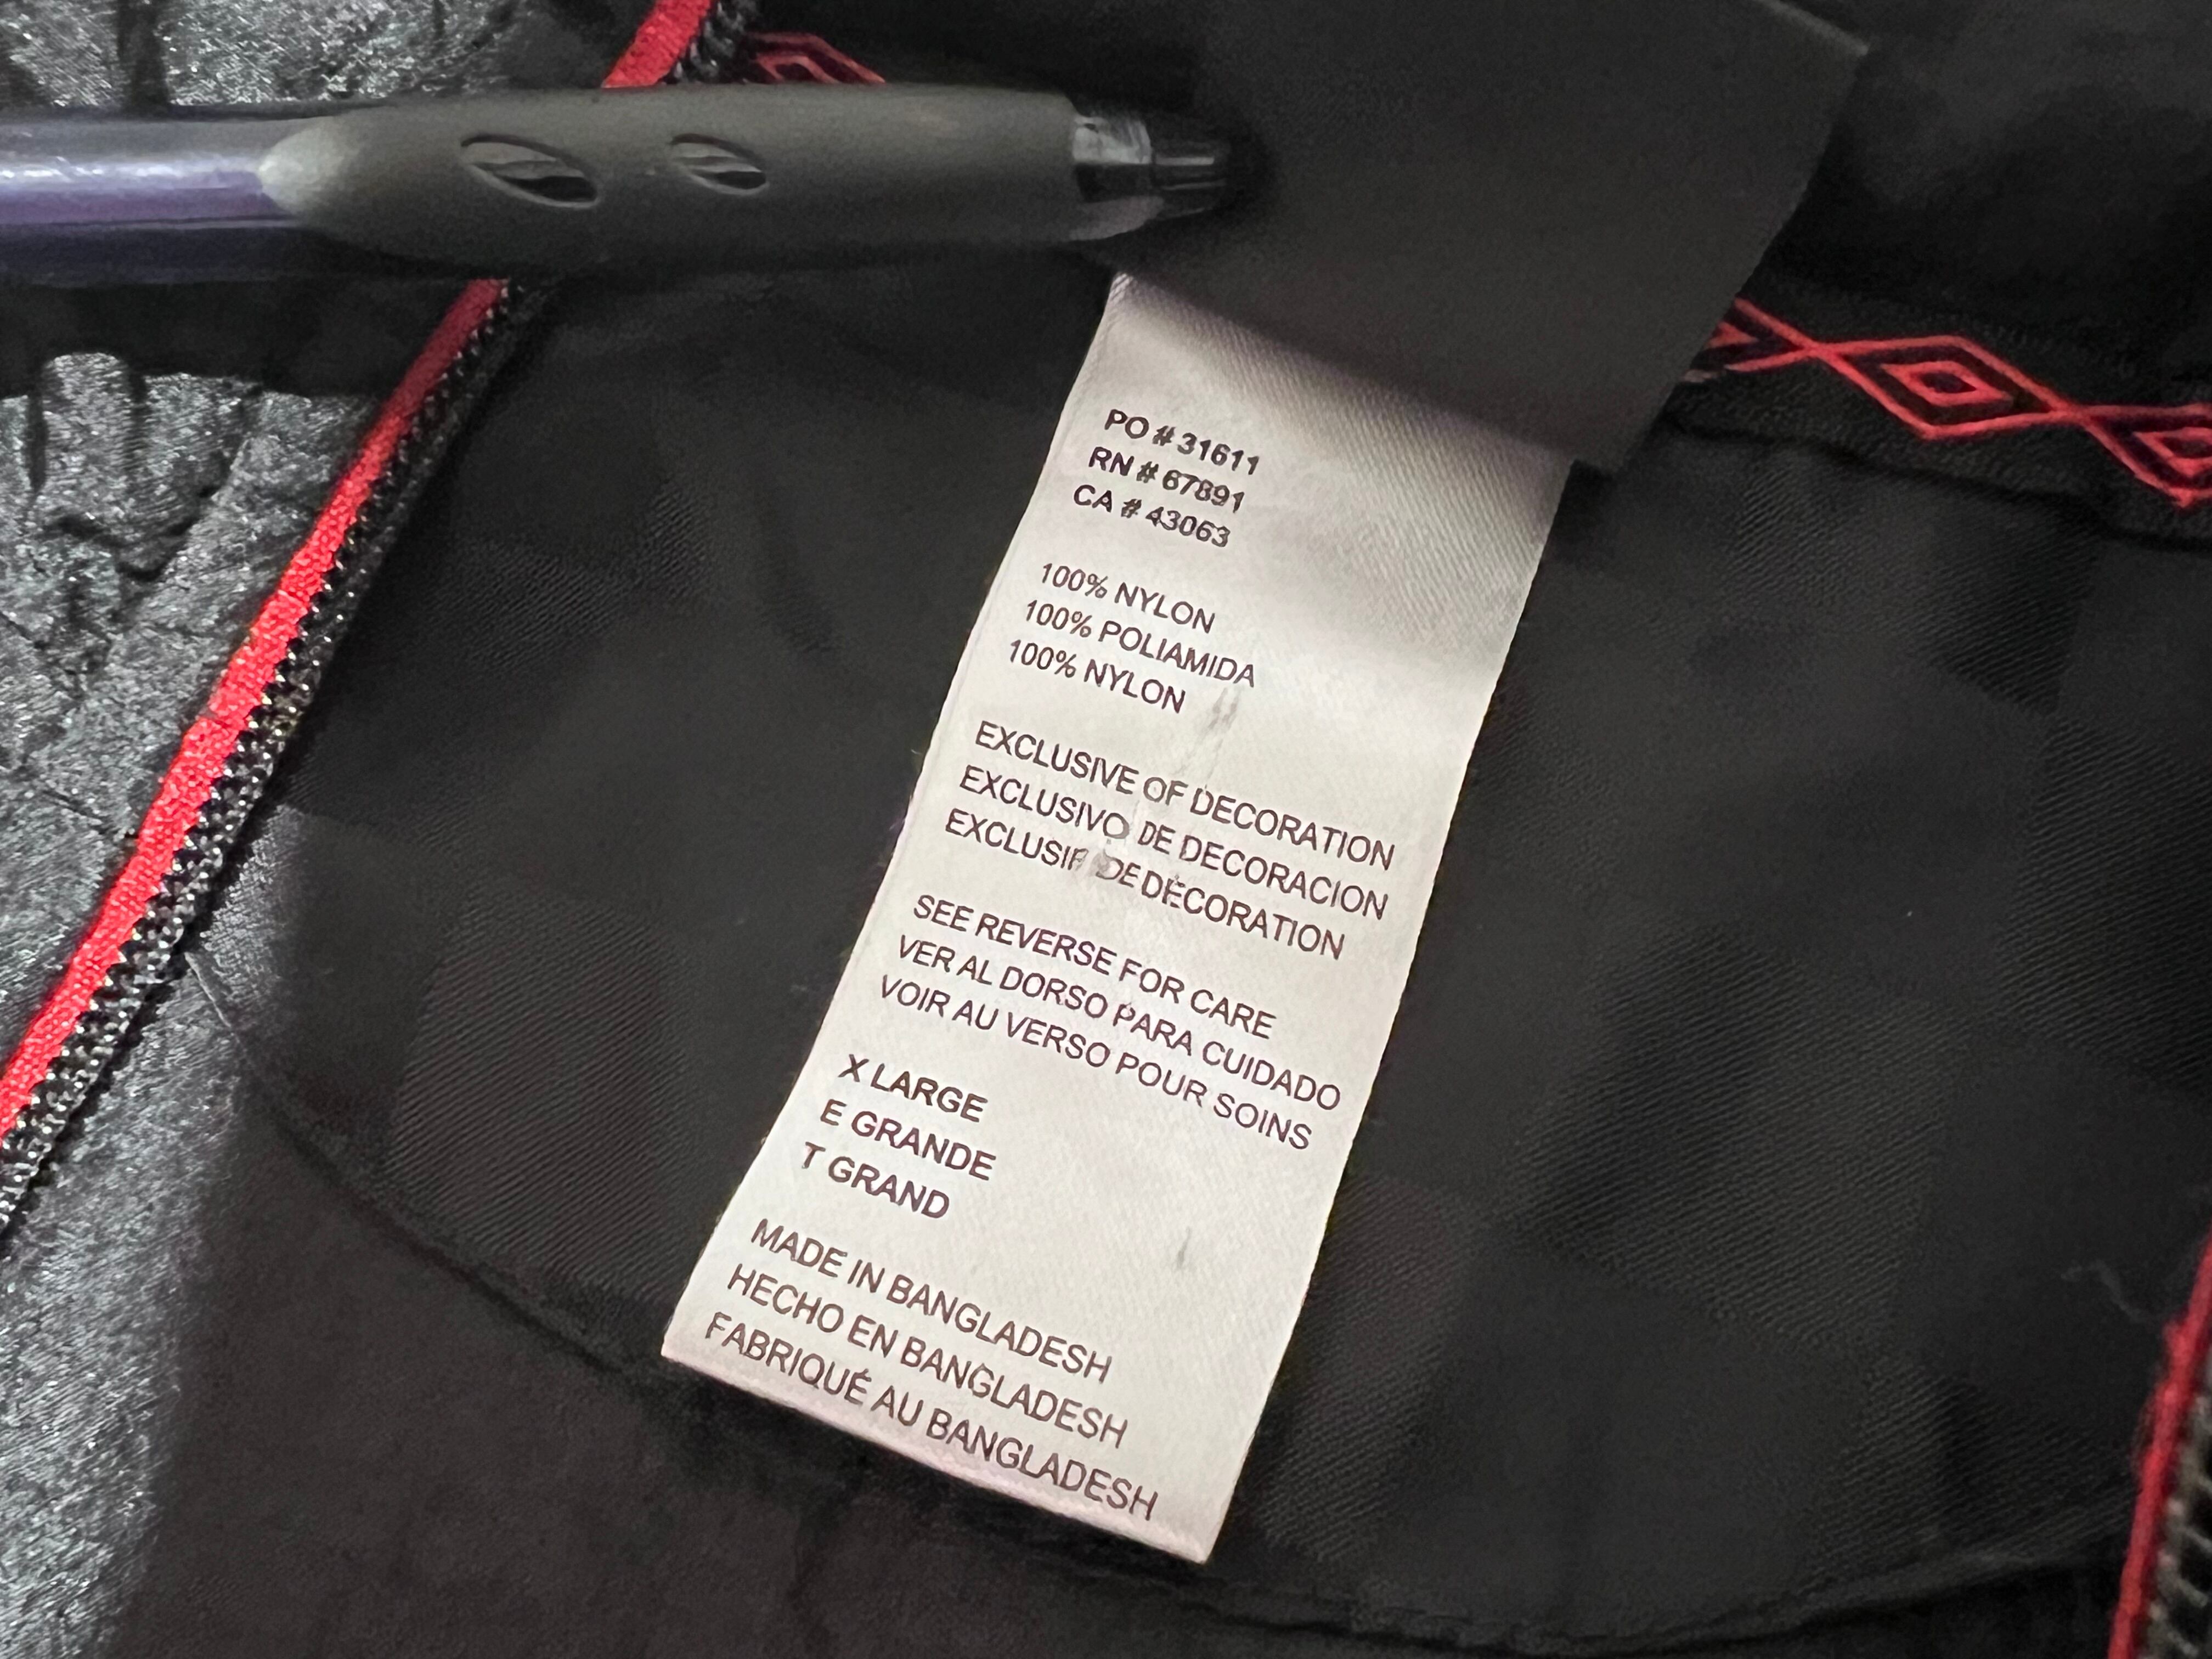 PO # 31611
RN # 67891
CA # 43063
100% NYLON
100% POLIAMIDA
100% NYLON
EXCLUSIVE OF DECORATION
EXCLUSIVO DE DECORACION
EXCLUSIF DE DECORATION
SEE REVERSE FOR CARE
VER AL DORSO PARA CUIDADO
VOIR AU VERSO POUR SOINS
X LARGE
E GRANDE
T GRAND
MADE IN BANGLADESH
HECHO EN BANGLADESH
FABRIQUÉ AU BANGLADESH